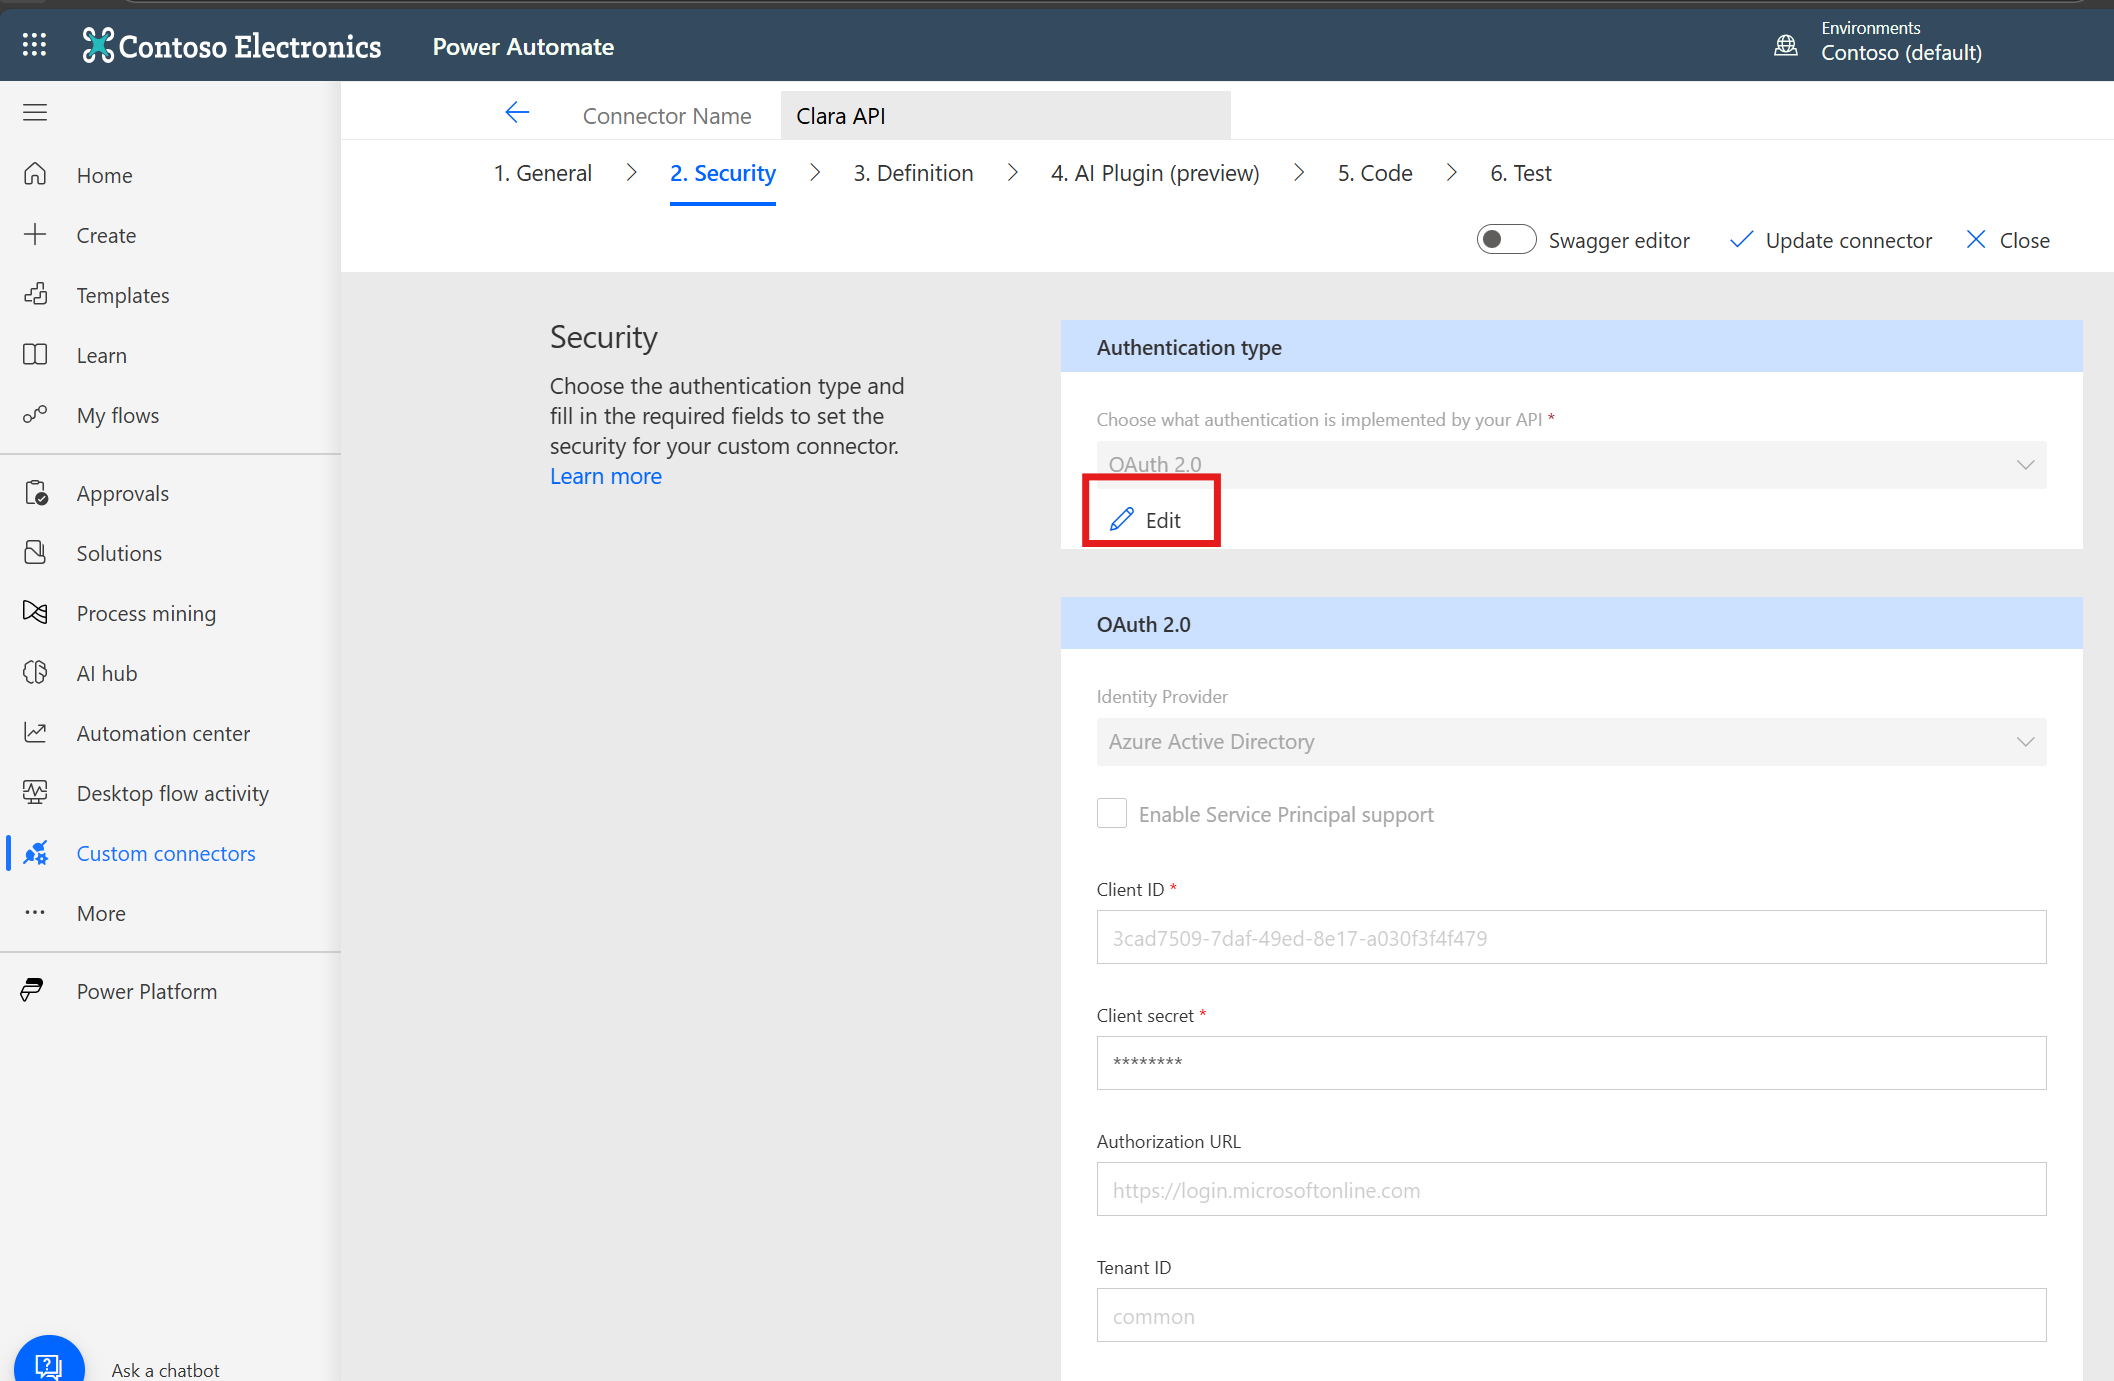 Contoso Electronics
Power Automate
Environments
Contoso (default)
Connector Name
Clara API
1. General
2. Security
3. Definition
4. AI Plugin (preview)
5. Code
6. Test
Swagger editor
Update connector
Close
Home
Create
Templates
Learn
My flows
Approvals
Solutions
Process mining
AI hub
Automation center
Desktop flow activity
Custom connectors
More
Power Platform
Ask a chatbot
Security
Choose the authentication type and
fill in the required fields to set the
security for your custom connector.
Learn more
Authentication type
Choose what authentication is implemented by your API *
OAuth 2.0
Edit
OAuth 2.0
Identity Provider
Azure Active Directory
Enable Service Principal support
Client ID *
3cad7509-7daf-49ed-8e17-a030f3f4f479
Client secret *
********
Authorization URL
https://login.microsoftonline.com
Tenant ID
common